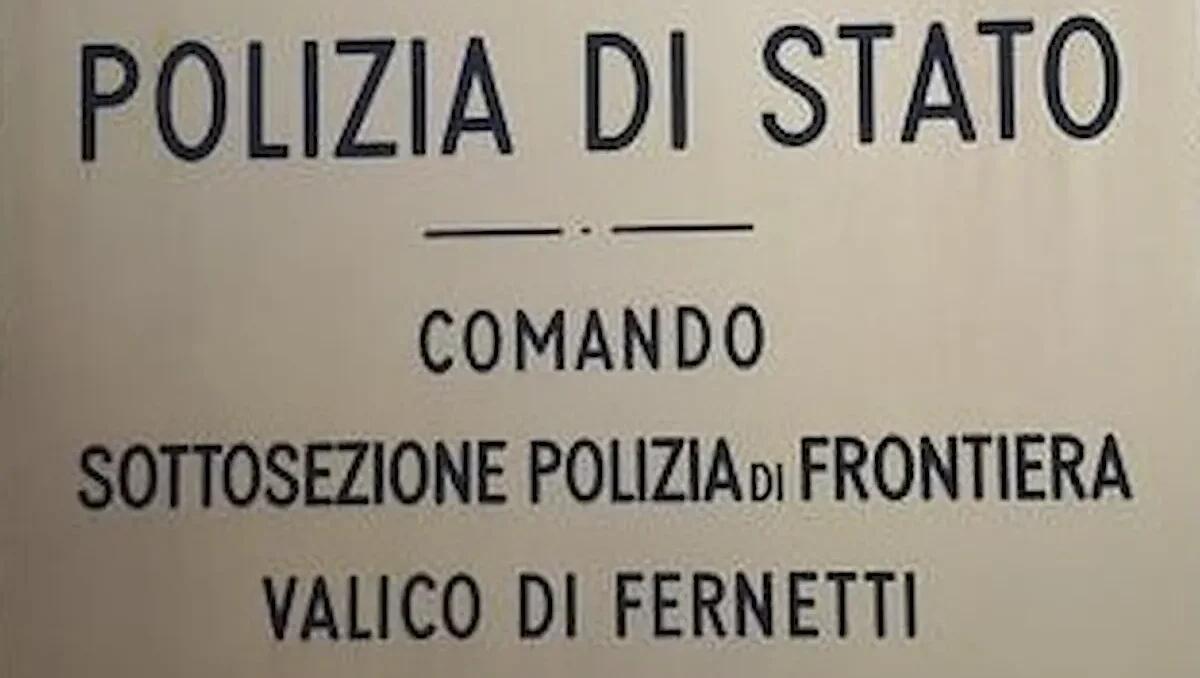 POLIZIA DI STATO
COMANDO
SOTTOSEZIONE POLIZIA DI FRONTIERA
VALICO DI FERNETTI